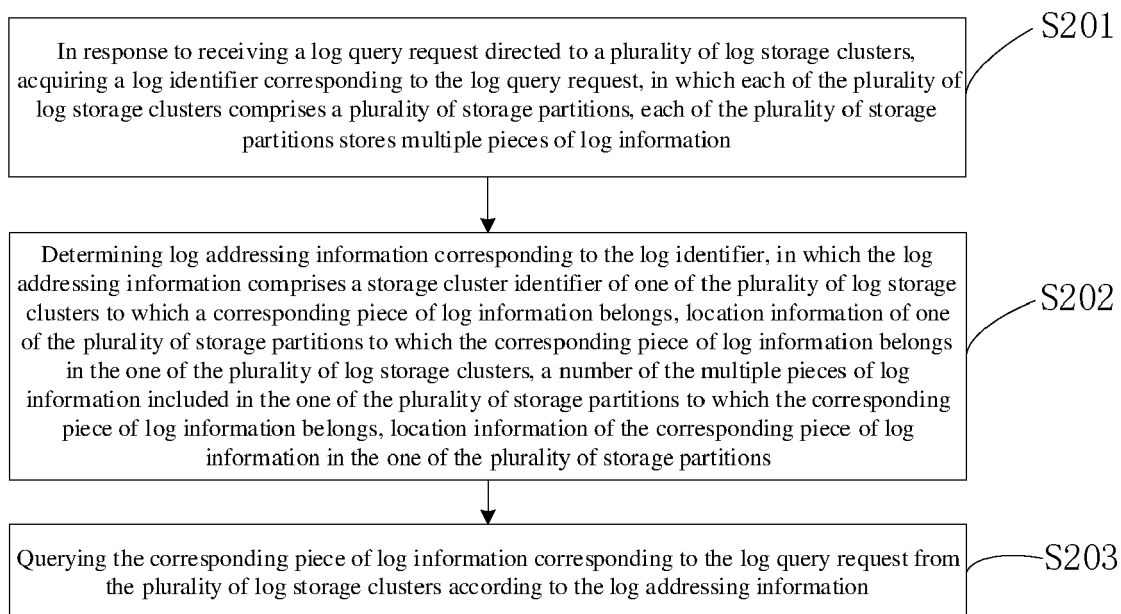 S201
In response to receiving a log query request directed to a plurality of log storage clusters,
acquiring a log identifier corresponding to the log query request, in which each of the plurality of
log storage clusters comprises a plurality of storage partitions, each of the plurality of storage
partitions stores multiple pieces of log information
Determining log addressing information corresponding to the log identifier, in which the log
addressing information comprises a storage cluster identifier of one of the plurality of log storage
clusters to which a corresponding piece of log information belongs, location information of one
of the plurality of storage partitions to which the corresponding piece of log information belongs
in the one of the plurality of log storage clusters, a number of the multiple pieces of log
information included in the one of the plurality of storage partitions to which the corresponding
piece of log information belongs, location information of the corresponding piece of log
information in the one of the plurality of storage partitions
S202
Querying the corresponding piece of log information corresponding to the log query request from
the plurality of log storage clusters according to the log addressing information
S203